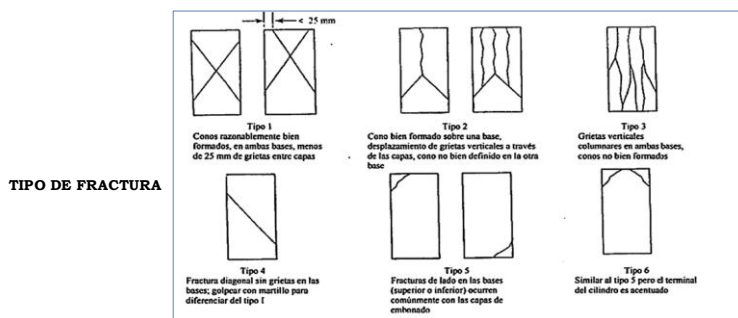 < 25 mm
Tipo 1
Conos razonablemente bien
formados, en ambas bases, menos
de 25 mm de grietas entre capas
Tipo 2
Cono bien formado sobre una base,
desplazamiento de grietas verticales a través
de las capas, cono no bien definido en la otra
base
Tipo 3
Grietas verticales
columnares en ambas bases,
conos no bien formados
TIPO DE FRACTURA
Tipo 4
Fractura diagonal sin grietas en las
bases; golpear con martillo para
diferenciar del tipo I
Tipo 5
Fracturas de lado en las bases
(superior o inferior) ocurren
comúnmente con las capas de
embonado
Tipo 6
Similar al tipo 5 pero el terminal
del cilindro es acentuado